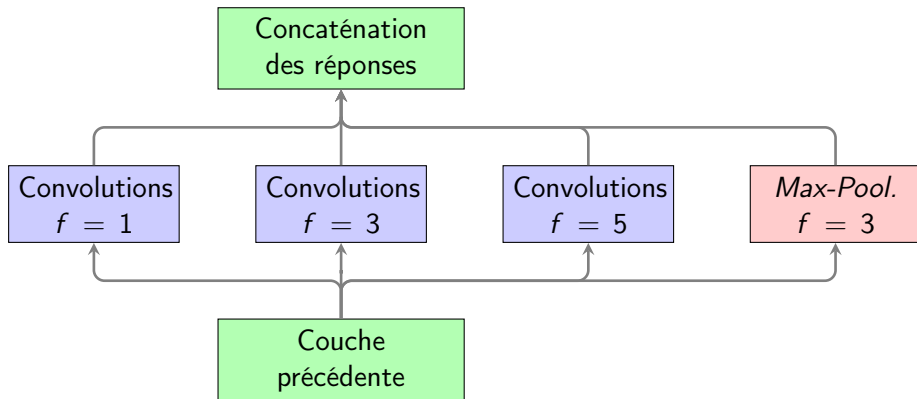 Concaténation
des réponses
Convolutions
f = 1
Convolutions
f = 3
Convolutions
f = 5
Max-Pool.
f = 3
Couche
précédente